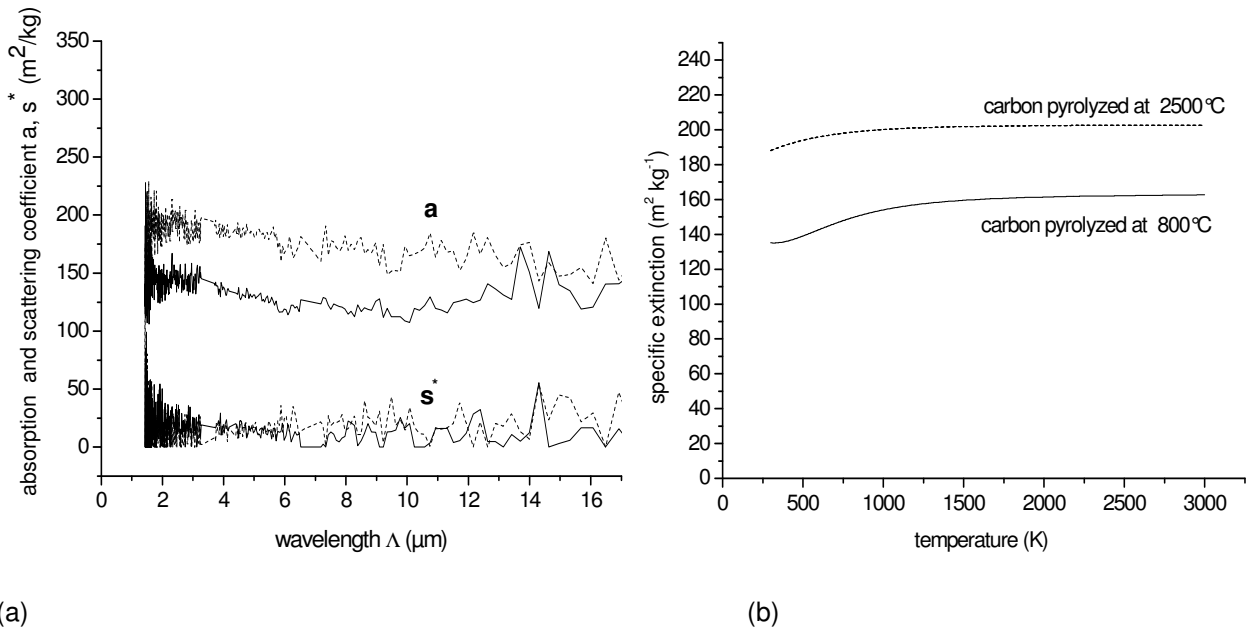 absorption and scattering coefficient a, s* (m²/kg)
350
300
250
200
150
100
50
0
a
s*
0 2 4 6 8 10 12 14 16
wavelength Λ (µm)
(a)
specific extinction (m² kg⁻¹)
240
220
200
180
160
140
120
100
80
60
40
20
0
carbon pyrolyzed at 2500°C
carbon pyrolyzed at 800°C
0 500 1000 1500 2000 2500 3000
temperature (K)
(b)